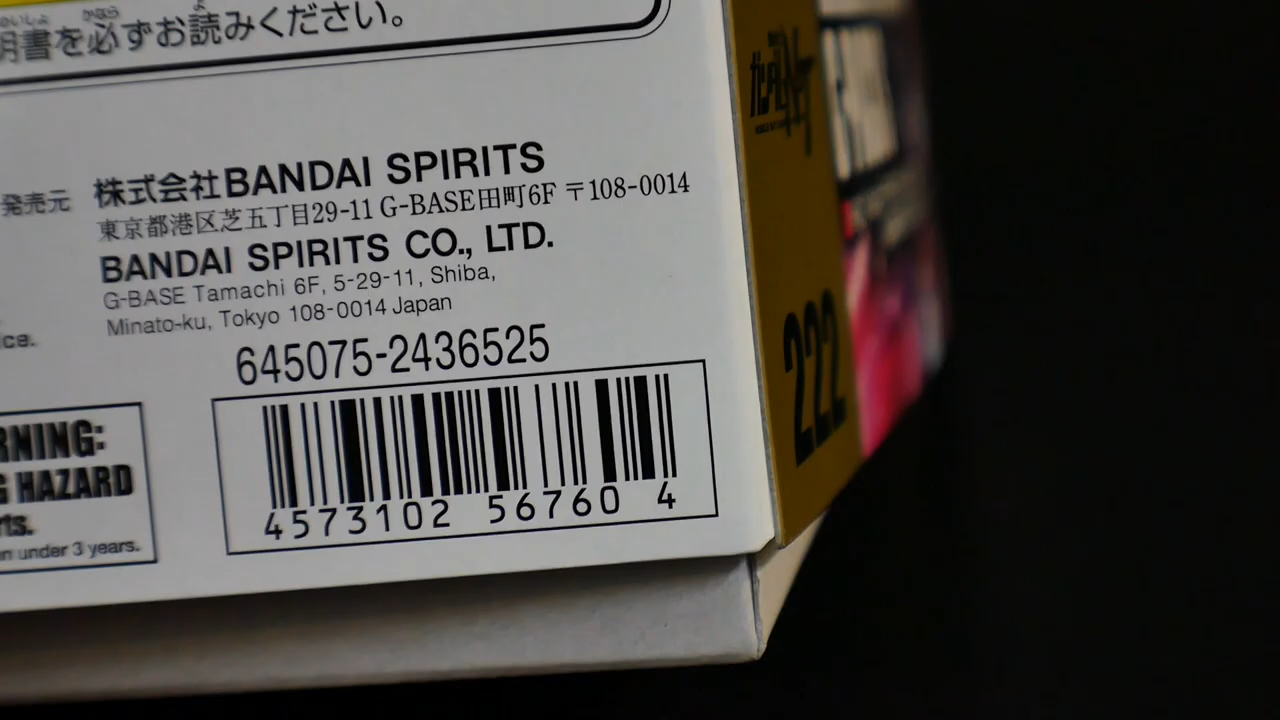 明書を必ずお読みください。
発売元 株式会社BANDAI SPIRITS
東京都港区芝五丁目29-11 G-BASE田町6F 〒108-0014
BANDAI SPIRITS CO., LTD.
G-BASE Tamachi 6F, 5-29-11, Shiba,
Minato-ku, Tokyo 108-0014 Japan
ce.
645075-2436525
RNING:
G HAZARD
rts.
n under 3 years.
4573102 56760 4
222